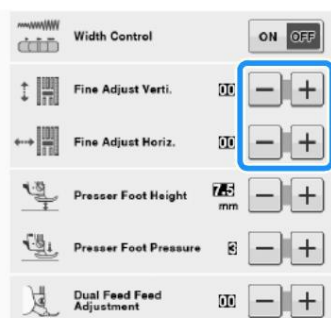 Width Control ON OFF
Fine Adjust Verti. 00 − +
Fine Adjust Horiz. 00 − +
Presser Foot Height 7.5 mm − +
Presser Foot Pressure 3 − +
Dual Feed Feed
Adjustment 00 − +